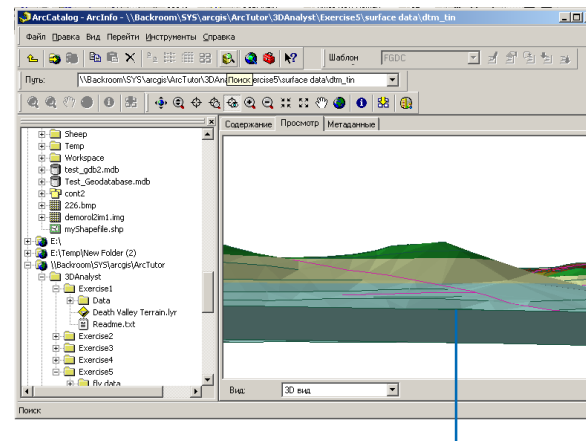 ArcCatalog - ArcInfo - \\Backroom\SYS\arcgis\ArcTutor\3DAnalyst\Exercise5\surface data\dtm_tin
Файл Правка Вид Перейти Инструменты Справка
Шаблон FGDC
Путь: \\Backroom\SYS\arcgis\ArcTutor\3DAna Поиск ercise5\surface data\dtm_tin
Содержание Просмотр Метаданные
Sheep
Temp
Workspace
test_gdb2.mdb
Test_Geodatabase.mdb
cont2
226.bmp
demorol2im1.img
myShapefile.shp
E:\
E:\Temp\New Folder (2)
\\Backroom\SYS\arcgis\ArcTutor
3DAnalyst
Exercise1
Data
Death Valley Terrain.lyr
Readme.txt
Exercise2
Exercise3
Exercise4
Exercise5
fly data
Вид: 3D вид
Поиск